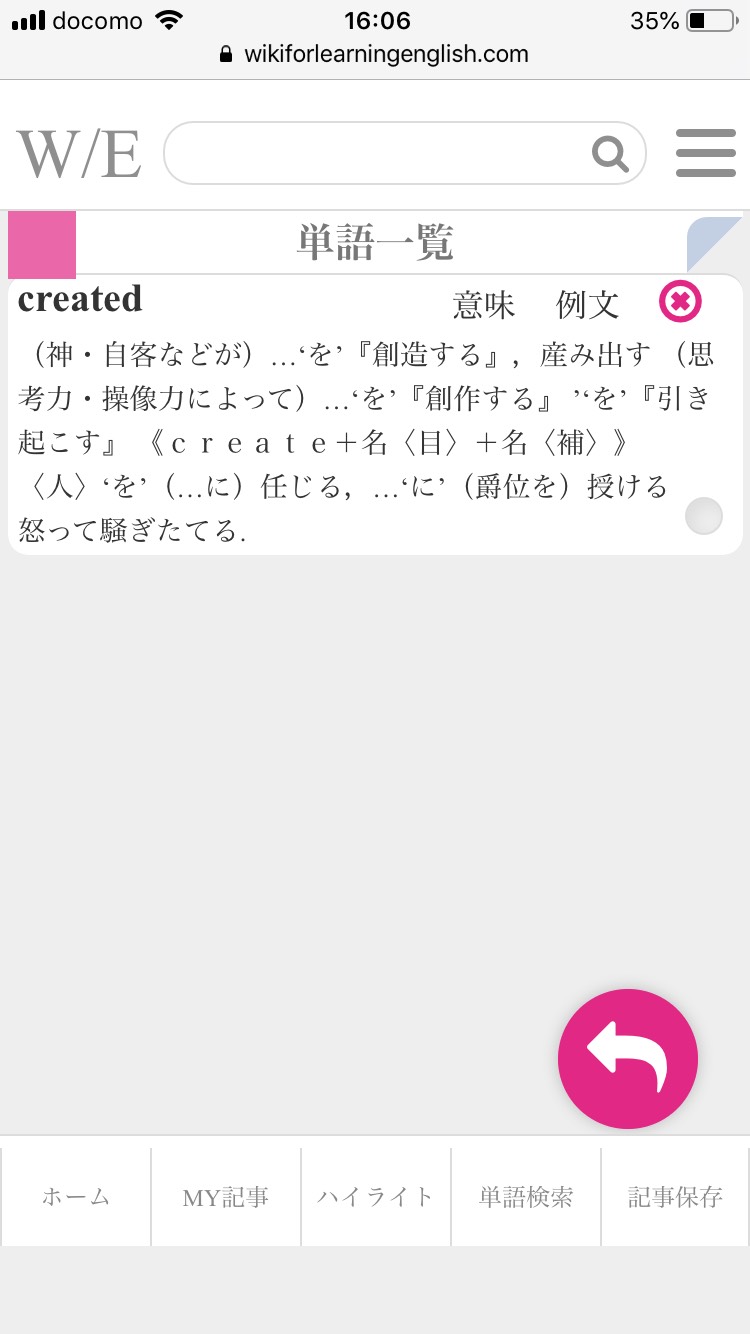 docomo 16:06 35%
wikiforlearningenglish.com
W/E
単語一覧
created 意味 例文
（神・自客などが）…‘を’『創造する』，産み出す （思
考力・操像力によって）…‘を’『創作する』 ’‘を’『引き
起こす』 《ｃｒｅａｔｅ＋名〈目〉＋名〈補〉》
〈人〉‘を’（…に）任じる，…‘に’（爵位を）授ける
怒って騒ぎたてる.
ホーム MY記事 ハイライト 単語検索 記事保存